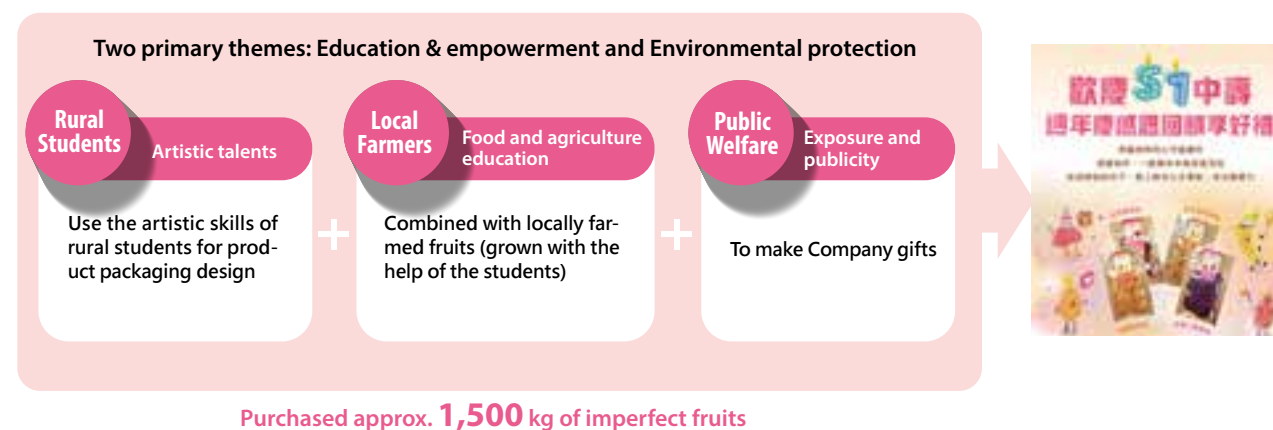 Two primary themes: Education & empowerment and Environmental protection
Rural
Students
Artistic talents
Use the artistic skills of
rural students for prod-
uct packaging design
+
Local
Farmers
Food and agriculture
education
Combined with locally far-
med fruits (grown with the
help of the students)
+
Public
Welfare
Exposure and
publicity
To make Company gifts
歡慶57中壽
週年慶感恩回饋享好禮
Purchased approx. 1,500 kg of imperfect fruits